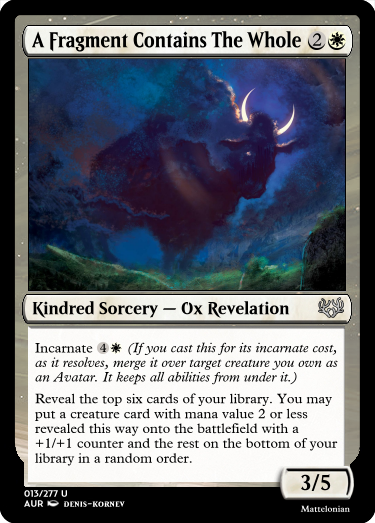 A Fragment Contains The Whole 2
Kindred Sorcery — Ox Revelation
Incarnate 4 (If you cast this for its incarnate cost,
as it resolves, merge it over target creature you own as
an Avatar. It keeps all abilities from under it.)
Reveal the top six cards of your library. You may
put a creature card with mana value 2 or less
revealed this way onto the battlefield with a
+1/+1 counter and the rest on the bottom of your
library in a random order.
3/5
013/277 U
AUR DENIS-KORNEV
Mattelonian